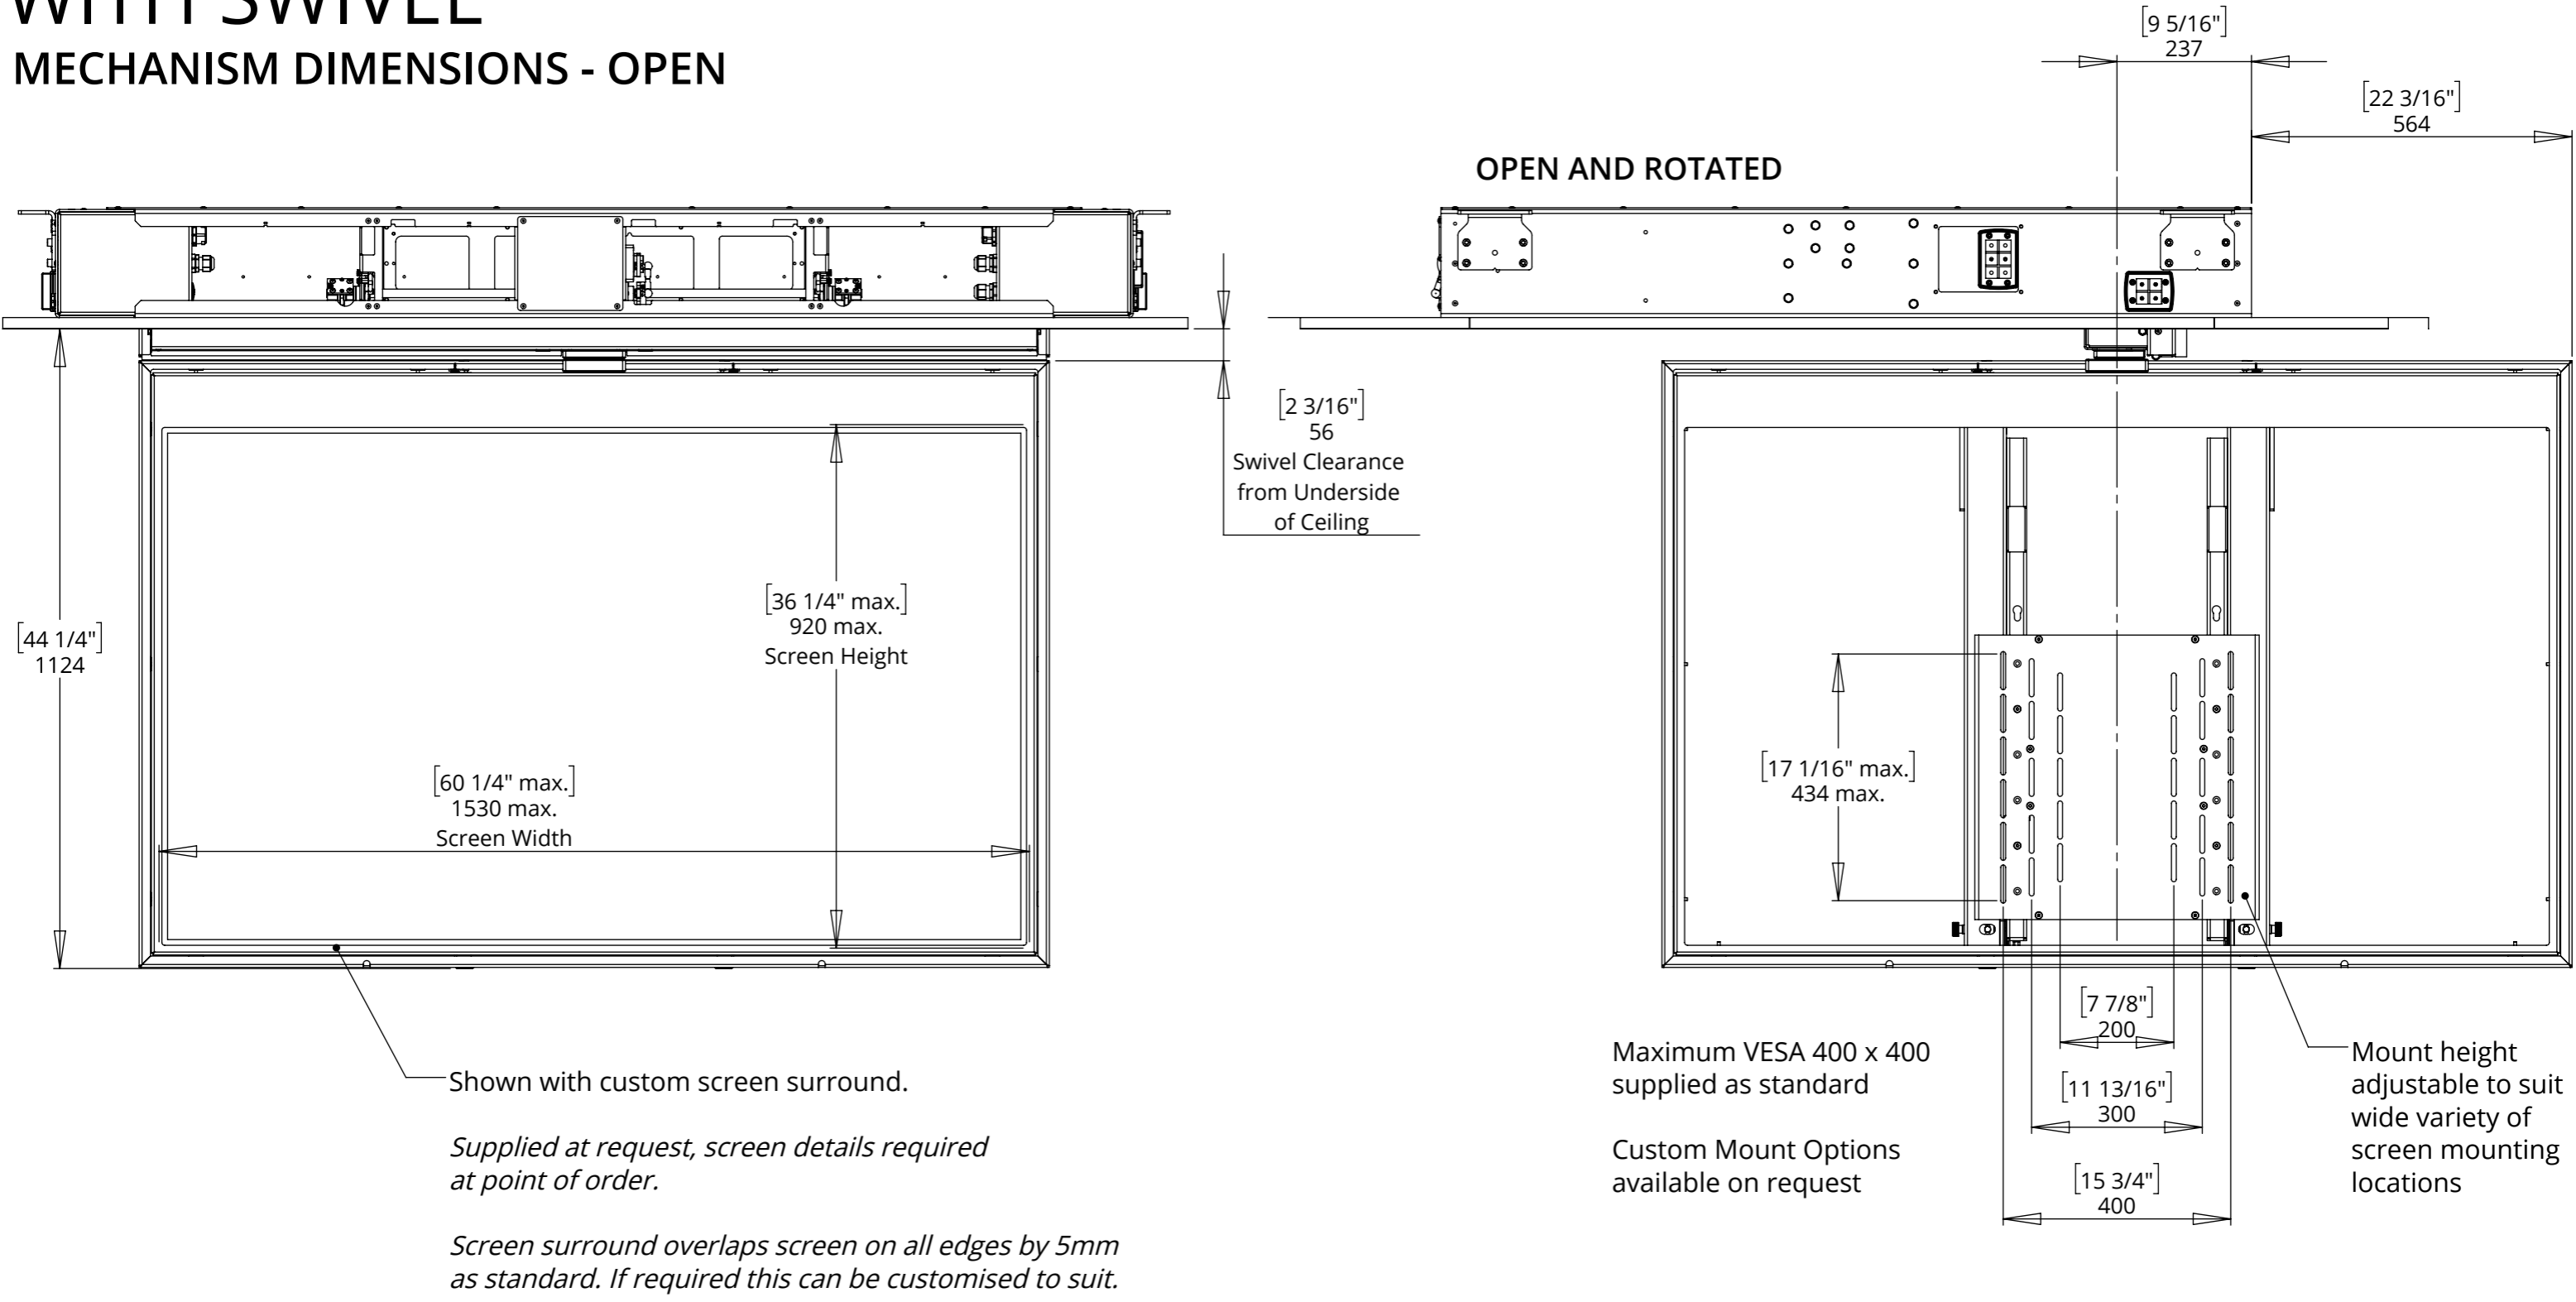 WITH SWIVEL
MECHANISM DIMENSIONS - OPEN
[9 5/16"]
237
[22 3/16"]
564
OPEN AND ROTATED
[2 3/16"]
56
Swivel Clearance
from Underside
of Ceiling
[44 1/4"]
1124
[36 1/4" max.]
920 max.
Screen Height
[60 1/4" max.]
1530 max.
Screen Width
[17 1/16" max.]
434 max.
Shown with custom screen surround.
Supplied at request, screen details required
at point of order.
Screen surround overlaps screen on all edges by 5mm
as standard. If required this can be customised to suit.
Maximum VESA 400 x 400
supplied as standard
Custom Mount Options
available on request
[7 7/8"]
200
[11 13/16"]
300
[15 3/4"]
400
Mount height
adjustable to suit
wide variety of
screen mounting
locations